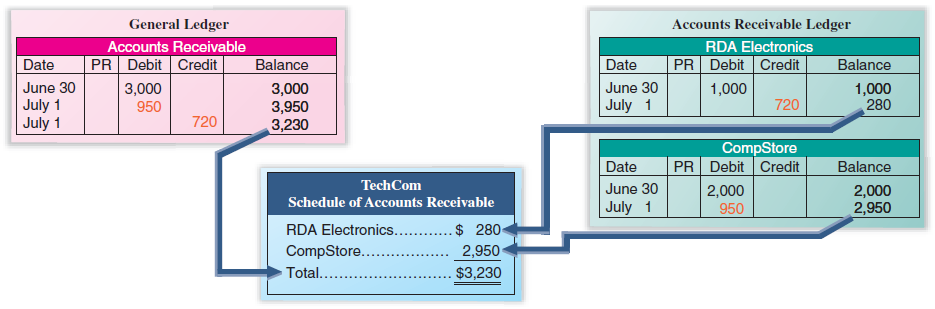 General Ledger
Accounts Receivable
Date PR Debit Credit Balance
June 30 3,000 3,000
July 1 950 3,950
July 1 720 3,230
Accounts Receivable Ledger
RDA Electronics
Date PR Debit Credit Balance
June 30 1,000 1,000
July 1 720 280
CompStore
Date PR Debit Credit Balance
June 30 2,000 2,000
July 1 950 2,950
TechCom
Schedule of Accounts Receivable
RDA Electronics............ $ 280
CompStore.................. 2,950
Total........................... $3,230